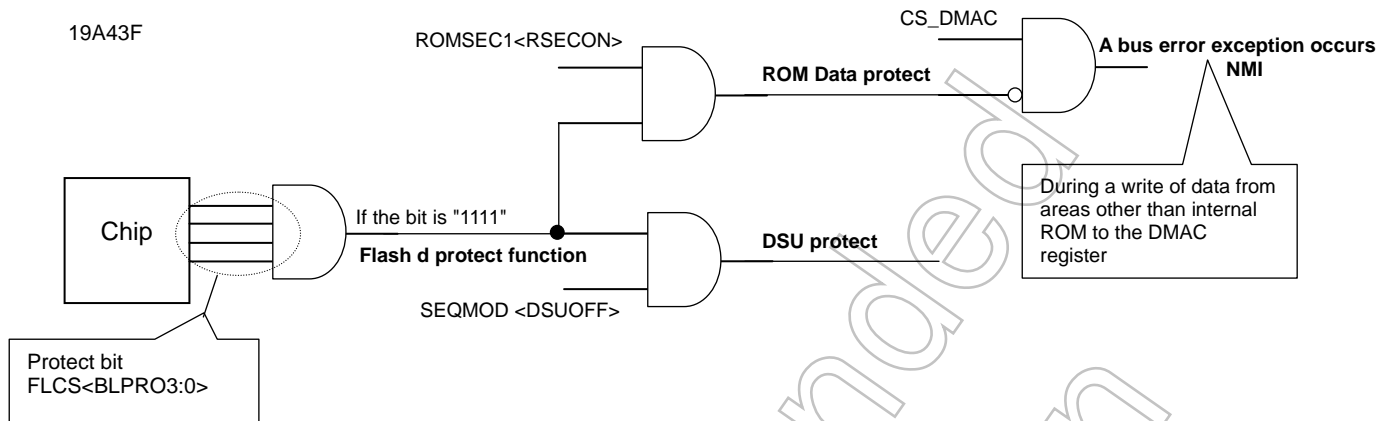 19A43F
CS_DMAC
ROMSEC1<RSECON>
A bus error exception occurs
NMI
ROM Data protect
During a write of data from
areas other than internal
ROM to the DMAC
register
Chip
If the bit is "1111"
Flash d protect function
DSU protect
SEQMOD <DSUOFF>
Protect bit
FLCS<BLPRO3:0>
nded
n